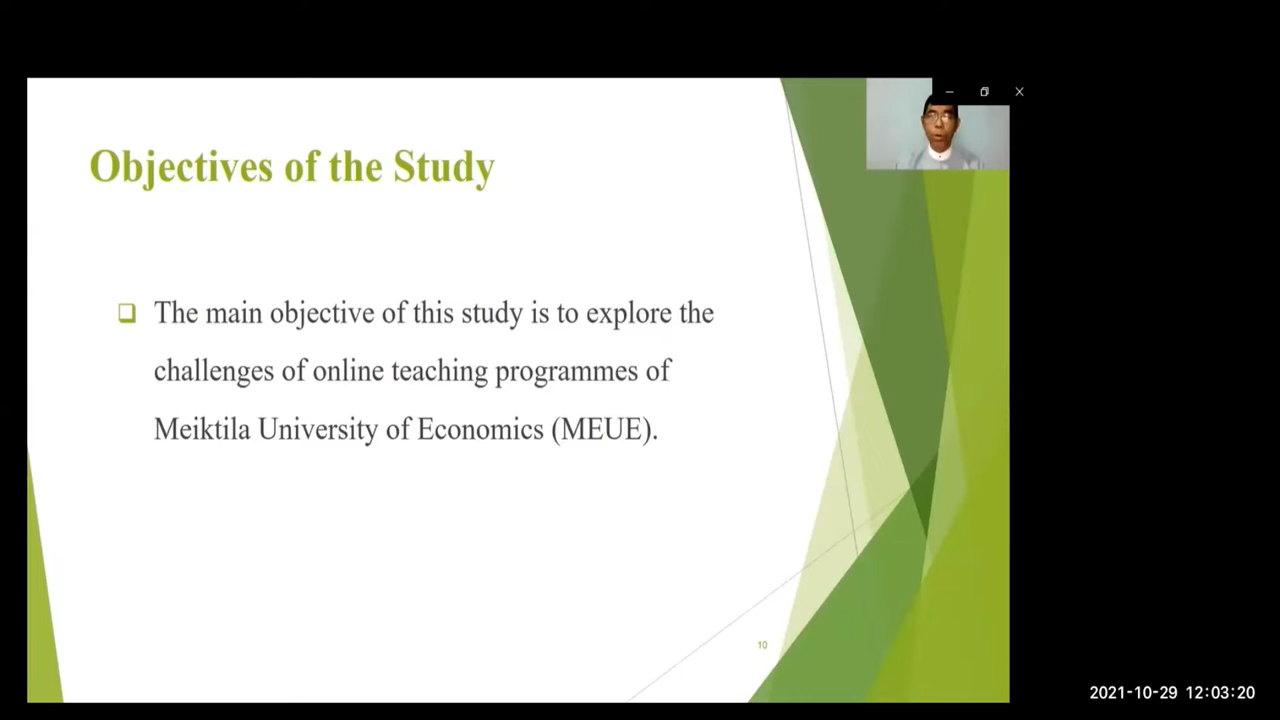 Objectives of the Study
The main objective of this study is to explore the
challenges of online teaching programmes of
Meiktila University of Economics (MEUE).
10
2021-10-29 12:03:20